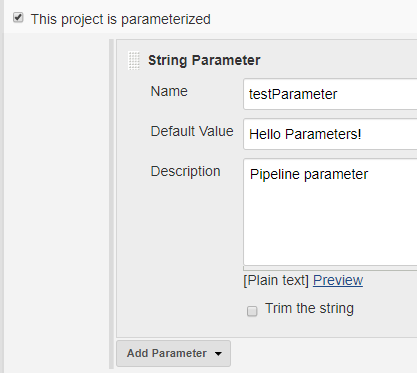 This project is parameterized
String Parameter
Name
testParameter
Default Value
Hello Parameters!
Description
Pipeline parameter
[Plain text] Preview
Trim the string
Add Parameter